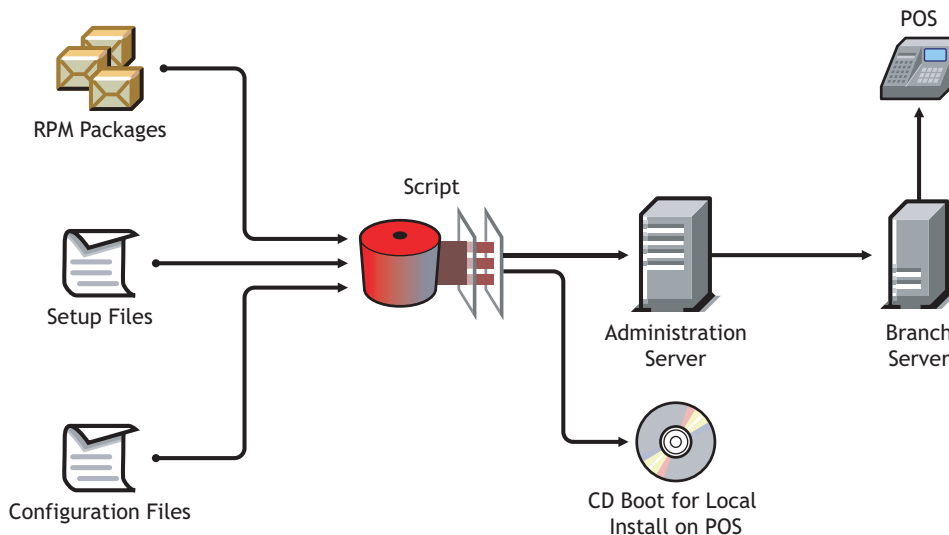 POS
RPM Packages
Script
Setup Files
Administration
Server
Branch
Server
Configuration Files
CD Boot for Local
Install on POS